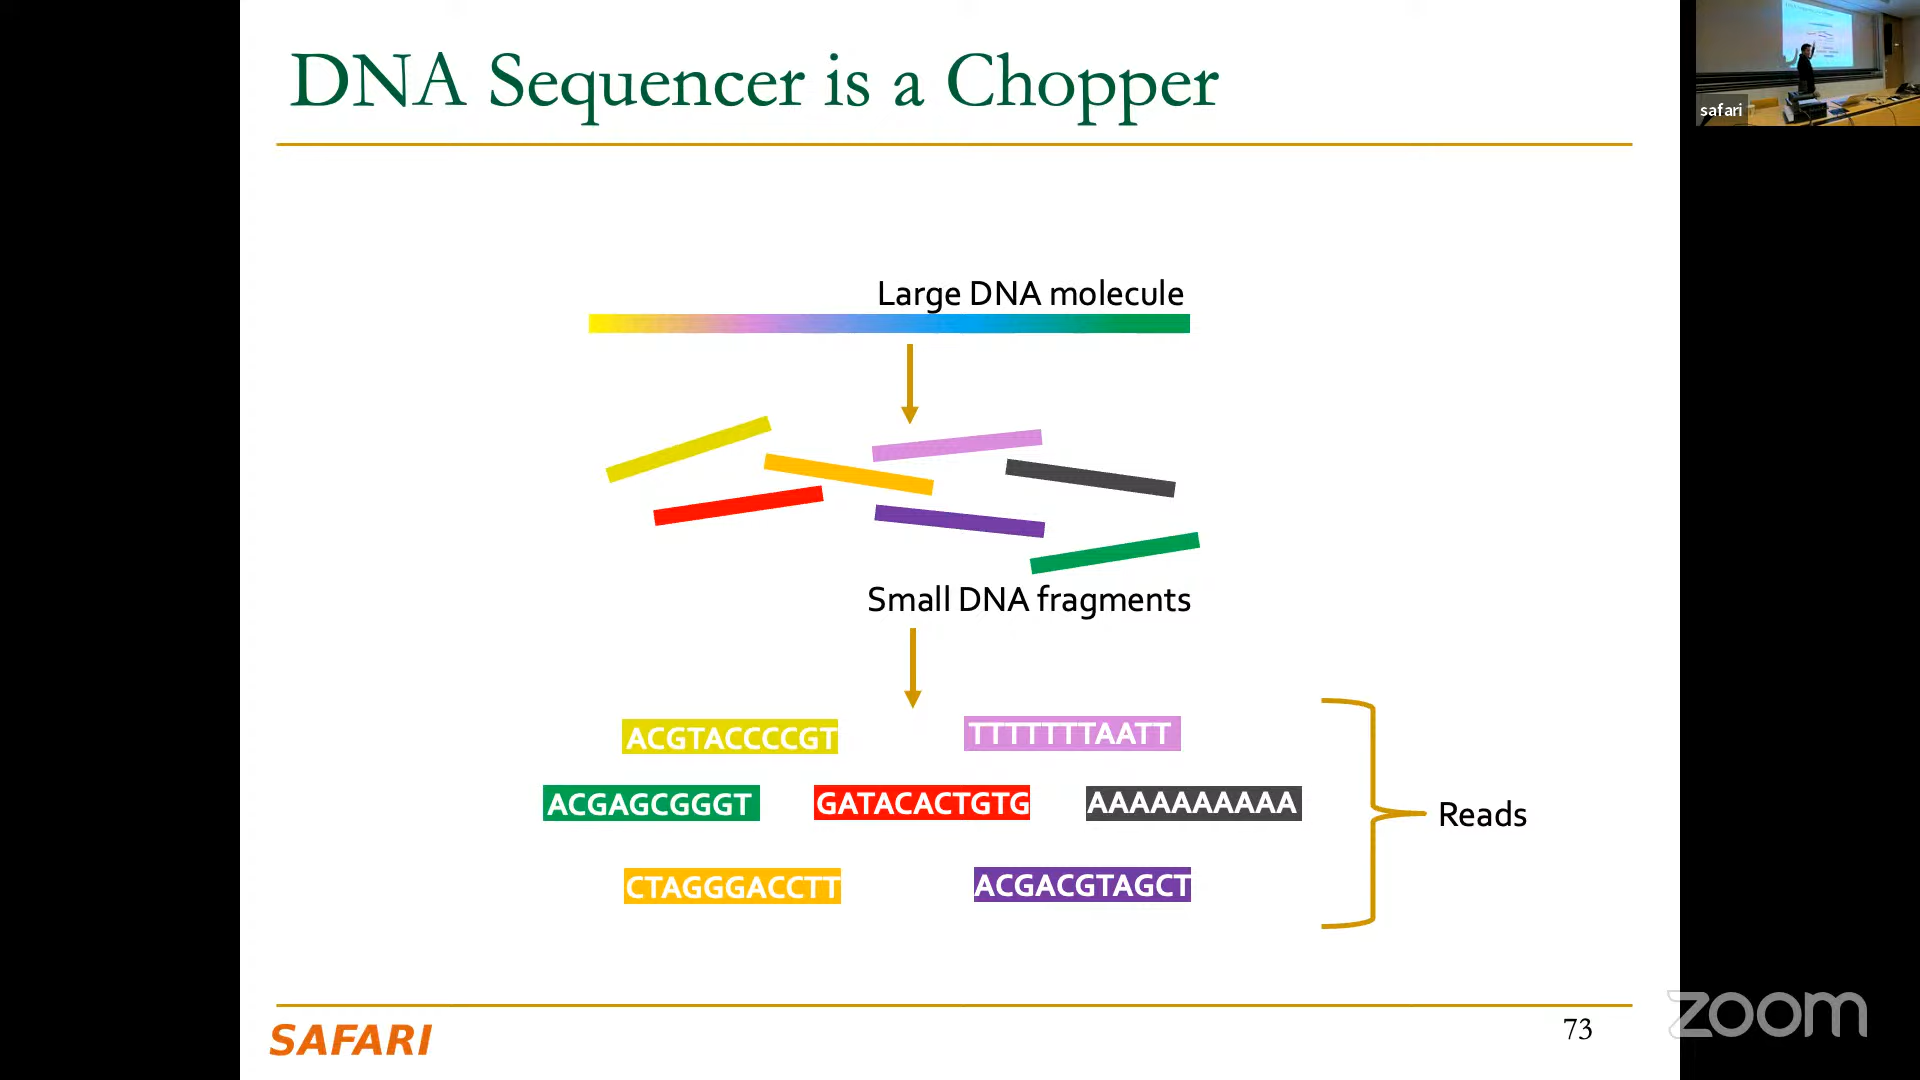 DNA Sequencer is a Chopper
safari
Large DNA molecule
Small DNA fragments
ACGTACCCCGT
TTTTTTTAATT
ACGAGCGGGT
GATACACTGTG
AAAAAAAAAA
Reads
CTAGGGACCTT
ACGACGTAGCT
SAFARI
73
zoom